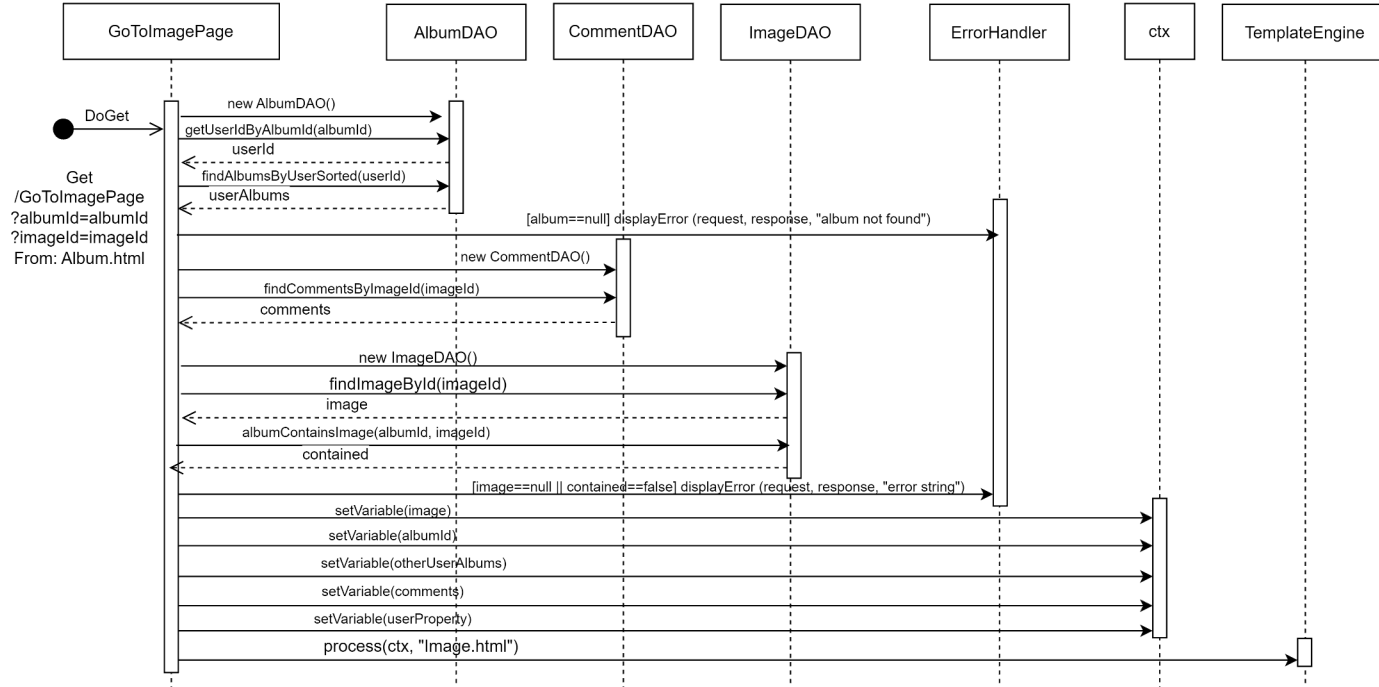 GoToImagePage
AlbumDAO
CommentDAO
ImageDAO
ErrorHandler
ctx
TemplateEngine
new AlbumDAO()
DoGet
getUserIdByAlbumId(albumId)
userId
Get
/GoToImagePage
?albumId=albumId
?imageId=imageId
From: Album.html
findAlbumsByUserSorted(userId)
userAlbums
[album==null] displayError (request, response, "album not found")
new CommentDAO()
findCommentsByImageId(imageId)
comments
new ImageDAO()
findImageById(imageId)
image
albumContainsImage(albumId, imageId)
contained
[image==null || contained==false] displayError (request, response, "error string")
setVariable(image)
setVariable(albumId)
setVariable(otherUserAlbums)
setVariable(comments)
setVariable(userProperty)
process(ctx, "Image.html")